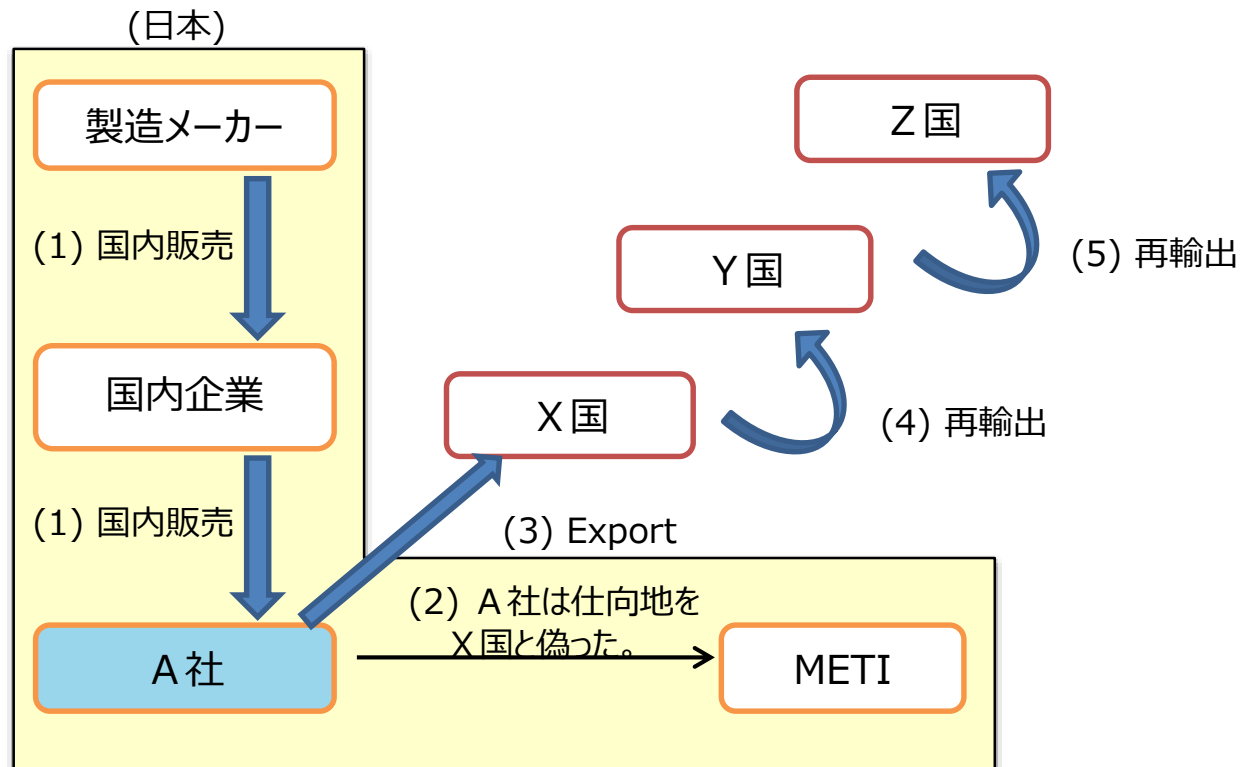 (日本)
製造メーカー
Ｚ国
(1) 国内販売
(5) 再輸出
Ｙ国
国内企業
Ｘ国
(4) 再輸出
(1) 国内販売
(3) Export
(2) Ａ社は仕向地を
Ｘ国と偽った。
Ａ社
METI